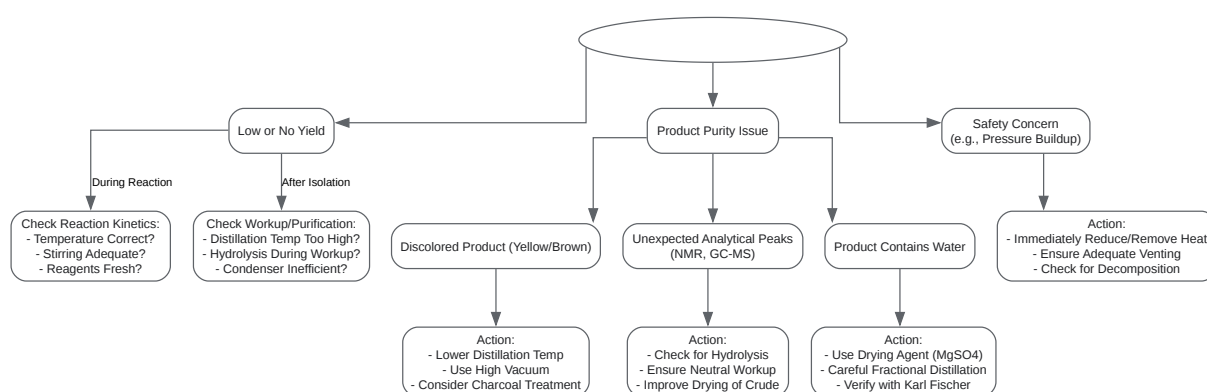 Low or No Yield
Product Purity Issue
Safety Concern
(e.g., Pressure Buildup)
During Reaction
After Isolation
Check Reaction Kinetics:
- Temperature Correct?
- Stirring Adequate?
- Reagents Fresh?
Check Workup/Purification:
- Distillation Temp Too High?
- Hydrolysis During Workup?
- Condenser Inefficient?
Discolored Product (Yellow/Brown)
Unexpected Analytical Peaks
(NMR, GC-MS)
Product Contains Water
Action:
- Immediately Reduce/Remove Heat
- Ensure Adequate Venting
- Check for Decomposition
Action:
- Lower Distillation Temp
- Use High Vacuum
- Consider Charcoal Treatment
Action:
- Check for Hydrolysis
- Ensure Neutral Workup
- Improve Drying of Crude
Action:
- Use Drying Agent (MgSO4)
- Careful Fractional Distillation
- Verify with Karl Fischer